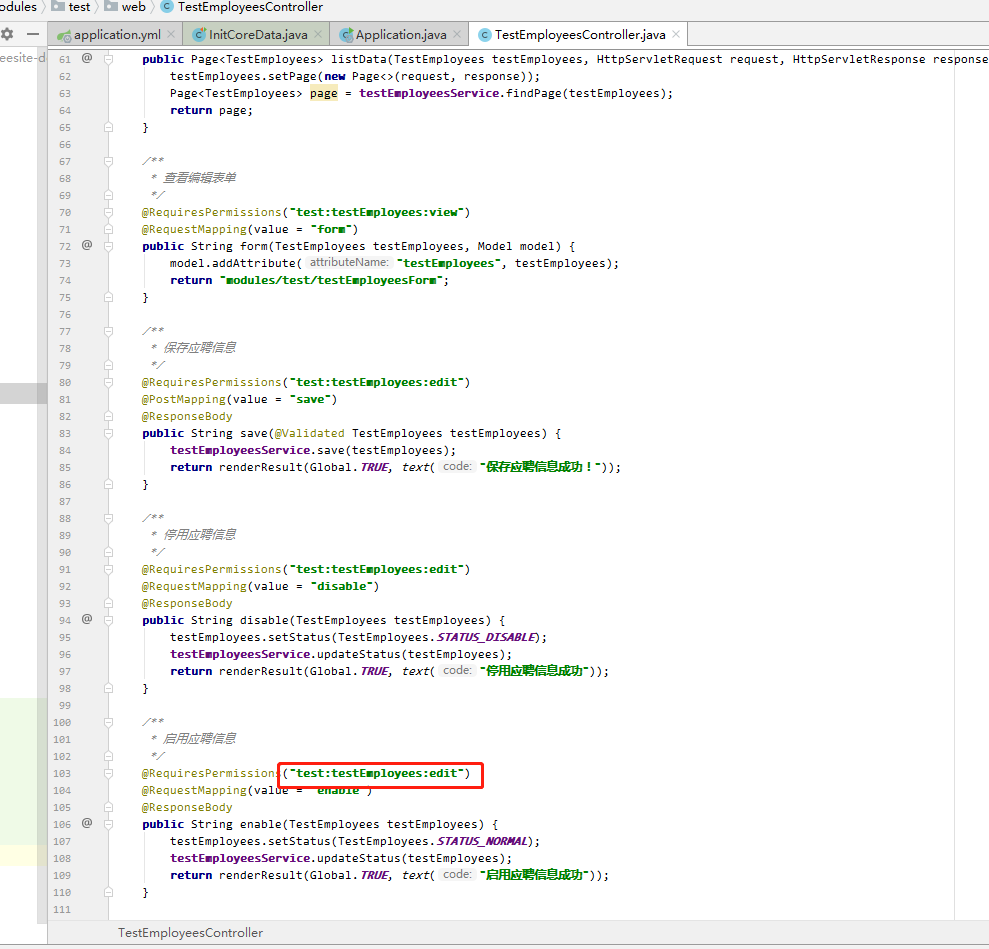 odules test web TestEmployeesController
application.yml InitCoreData.java Application.java TestEmployeesController.java
eesite-d
61 @ public Page<TestEmployees> listData(TestEmployees testEmployees, HttpServletRequest request, HttpServletResponse response
62 testEmployees.setPage(new Page<>(request, response));
63 Page<TestEmployees> page = testEmployeesService.findPage(testEmployees);
64 return page;
65 }
66
67 /**
68 * 查看编辑表单
69 */
70 @RequiresPermissions("test:testEmployees:view")
71 @RequestMapping(value = "form")
72 @ public String form(TestEmployees testEmployees, Model model) {
73 model.addAttribute( attributeName: "testEmployees", testEmployees);
74 return "modules/test/testEmployeesForm";
75 }
76
77 /**
78 * 保存应聘信息
79 */
80 @RequiresPermissions("test:testEmployees:edit")
81 @PostMapping(value = "save")
82 @ResponseBody
83 public String save(@Validated TestEmployees testEmployees) {
84 testEmployeesService.save(testEmployees);
85 return renderResult(Global.TRUE, text( code: "保存应聘信息成功！"));
86 }
87
88 /**
89 * 停用应聘信息
90 */
91 @RequiresPermissions("test:testEmployees:edit")
92 @RequestMapping(value = "disable")
93 @ResponseBody
94 @ public String disable(TestEmployees testEmployees) {
95 testEmployees.setStatus(TestEmployees.STATUS_DISABLE);
96 testEmployeesService.updateStatus(testEmployees);
97 return renderResult(Global.TRUE, text( code: "停用应聘信息成功"));
98 }
99
100 /**
101 * 启用应聘信息
102 */
103 @RequiresPermissions("test:testEmployees:edit")
104 @RequestMapping(value = "enable")
105 @ResponseBody
106 @ public String enable(TestEmployees testEmployees) {
107 testEmployees.setStatus(TestEmployees.STATUS_NORMAL);
108 testEmployeesService.updateStatus(testEmployees);
109 return renderResult(Global.TRUE, text( code: "启用应聘信息成功"));
110 }
111
TestEmployeesController